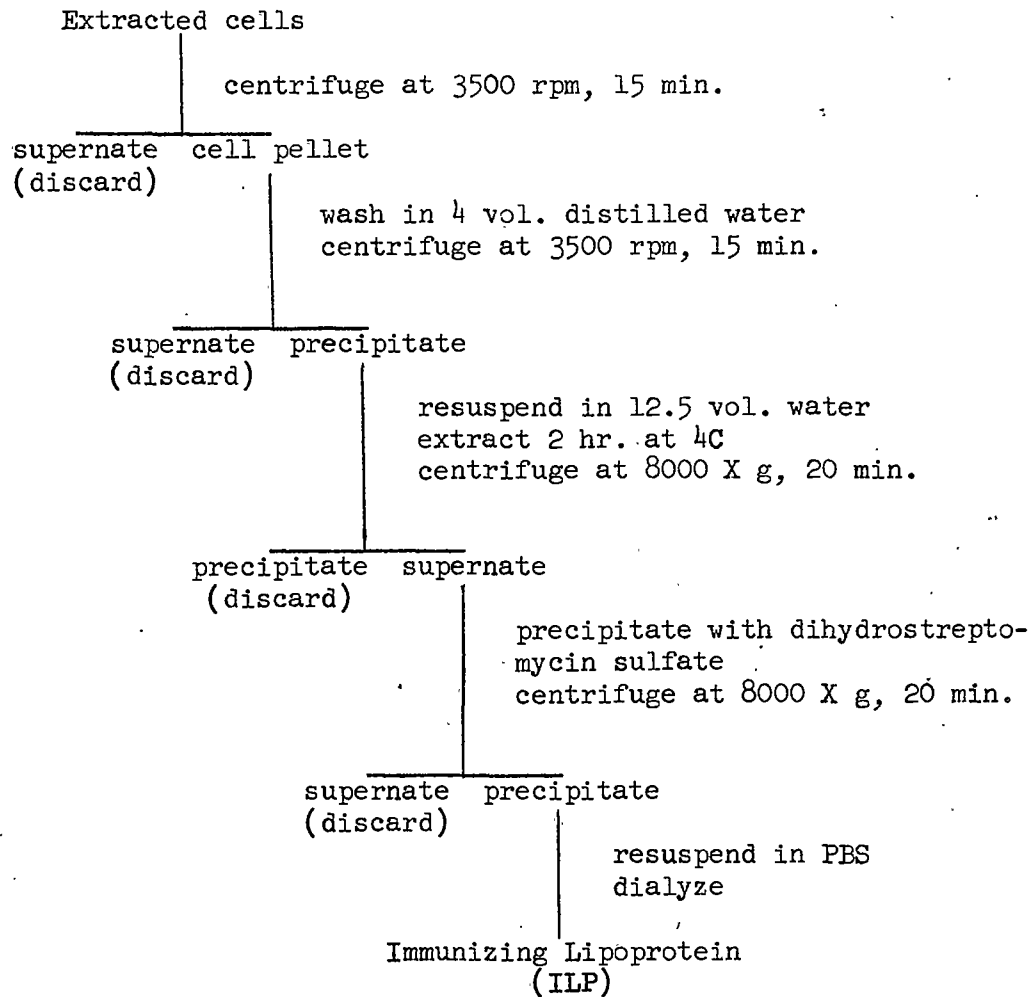 Extracted cells
centrifuge at 3500 rpm, 15 min.
supernate cell pellet
(discard)
wash in 4 vol. distilled water
centrifuge at 3500 rpm, 15 min.
supernate precipitate
(discard)
resuspend in 12.5 vol. water
extract 2 hr. at 4C
centrifuge at 8000 X g, 20 min.
precipitate supernate
(discard)
precipitate with dihydrostrepto-
mycin sulfate
centrifuge at 8000 X g, 20 min.
supernate precipitate
(discard)
resuspend in PBS
dialyze
Immunizing Lipoprotein
(ILP)